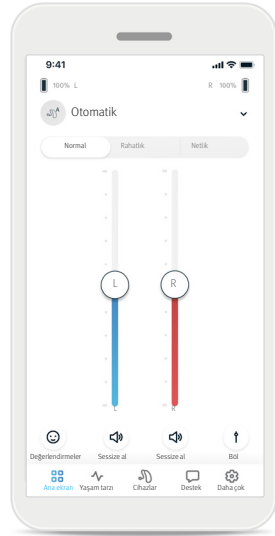 9:41
100% L
R 100%
Otomatik
Normal Rahatlık Netlik
L R
L R
Değerlendirmeler Sessize al Sessize al Böl
Ana ekran Yaşam tarzı Cihazlar Destek Daha çok